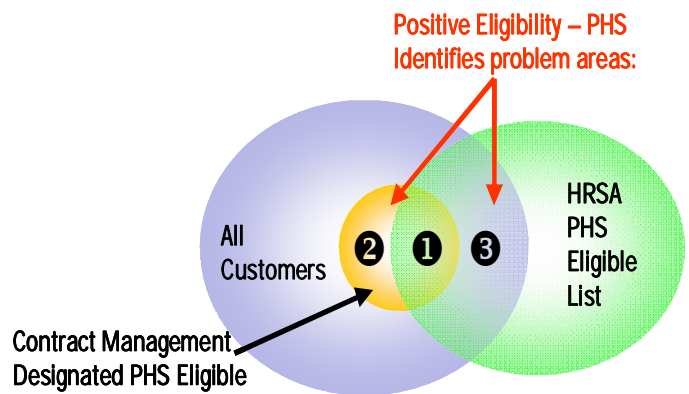 Positive Eligibility – PHS
Identifies problem areas:
All
Customers
2 1 3
HRSA
PHS
Eligible
List
Contract Management
Designated PHS Eligible